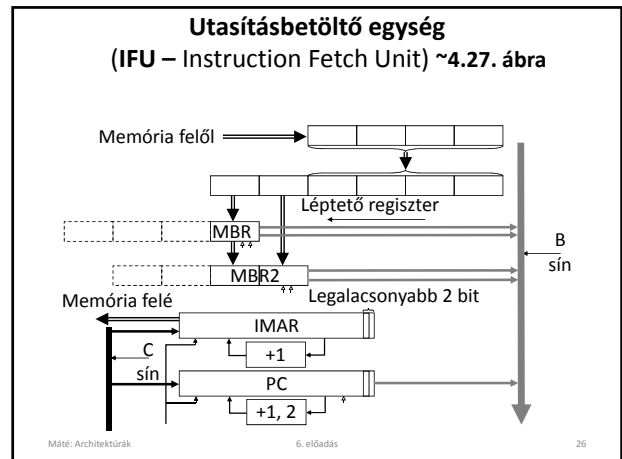 Utasításbetöltő egység
(IFU – Instruction Fetch Unit) ~4.27. ábra
Memória felől
Léptető regiszter
MBR
B
sín
MBR2
Legalacsonyabb 2 bit
Memória felé
IMAR
+1
C
sín
PC
+1, 2
Máté: Architektúrák
6. előadás
26